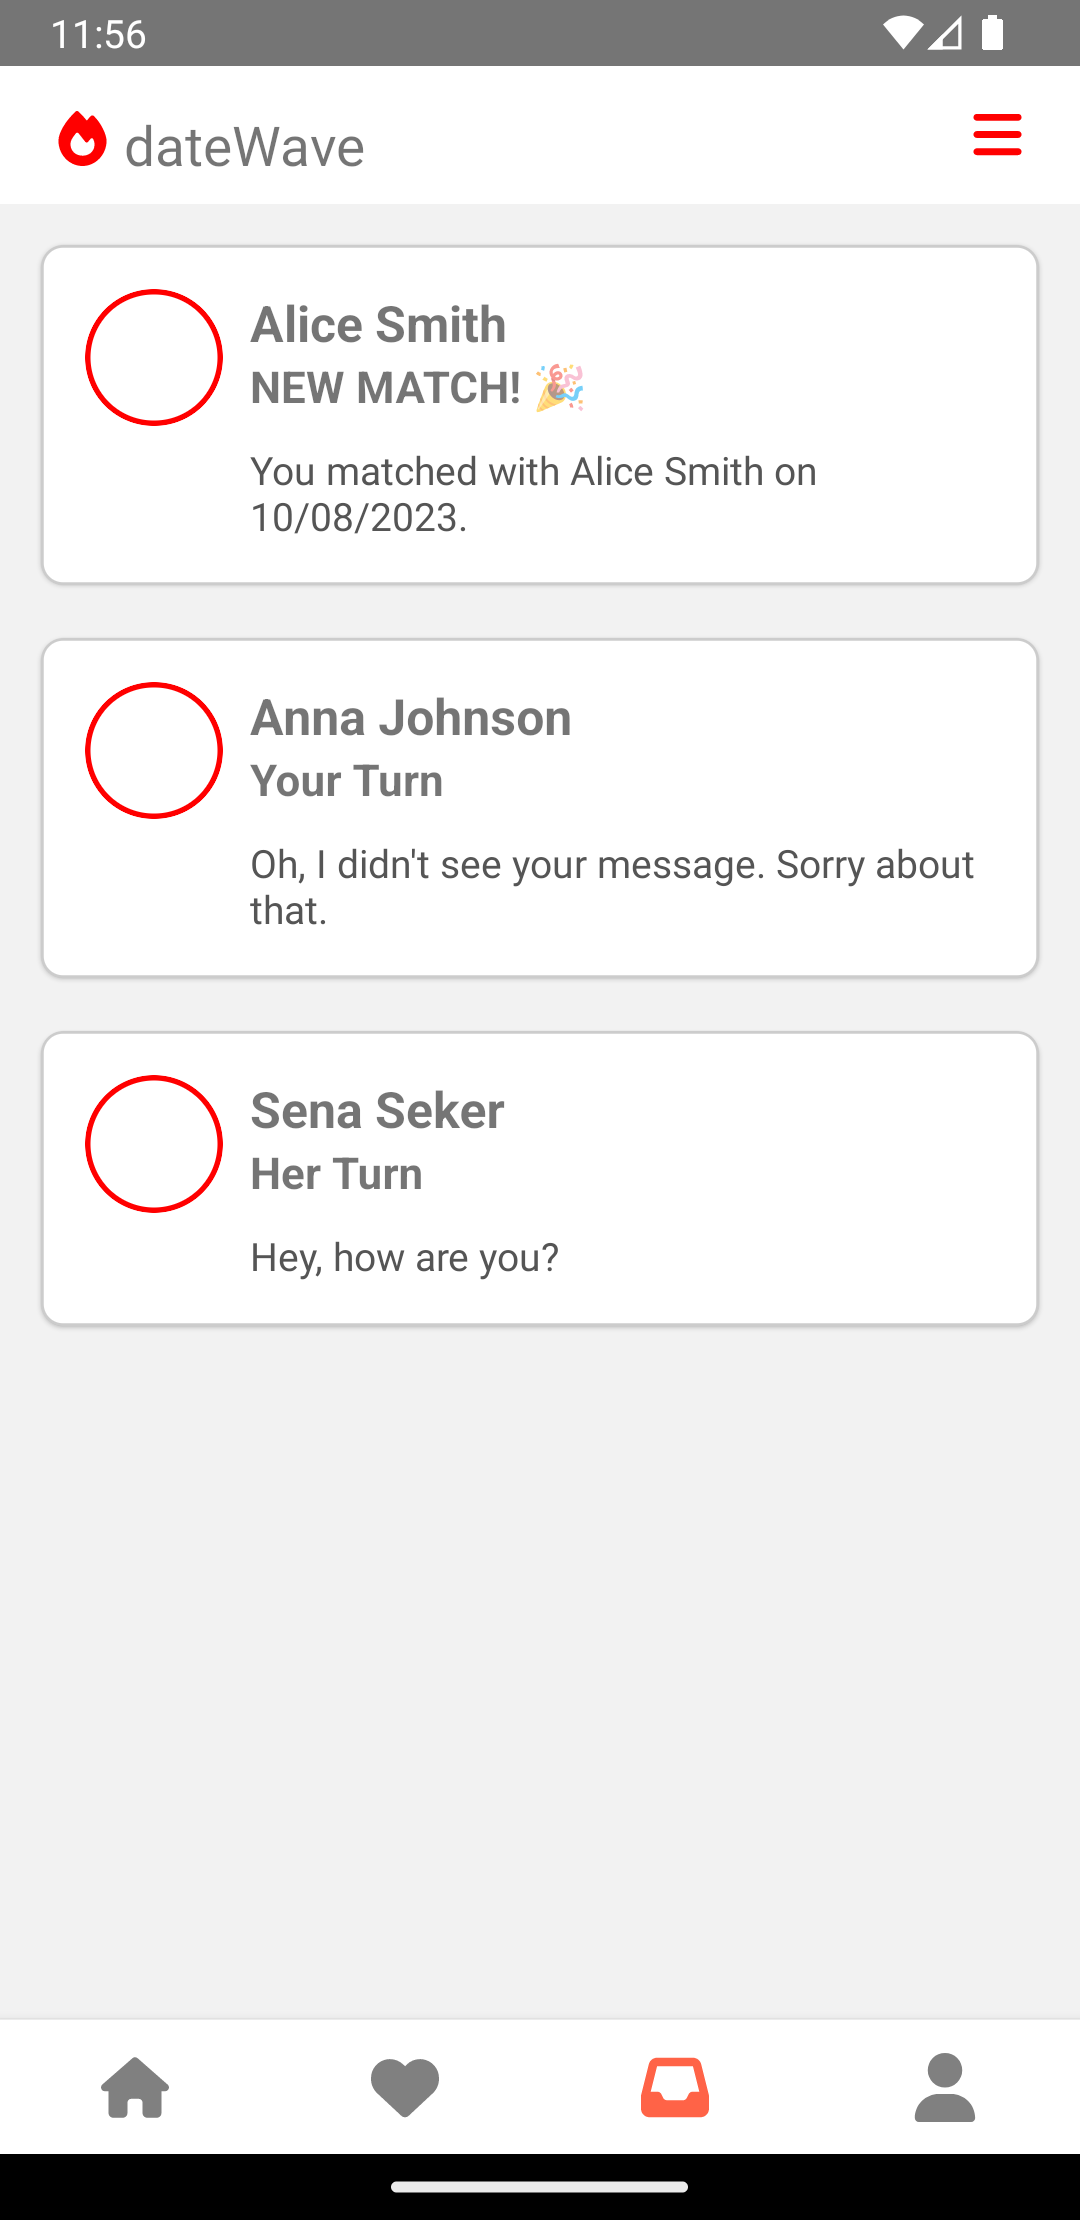 11:56
dateWave
Alice Smith
NEW MATCH! 🎉
You matched with Alice Smith on
10/08/2023.
Anna Johnson
Your Turn
Oh, I didn't see your message. Sorry about
that.
Sena Seker
Her Turn
Hey, how are you?